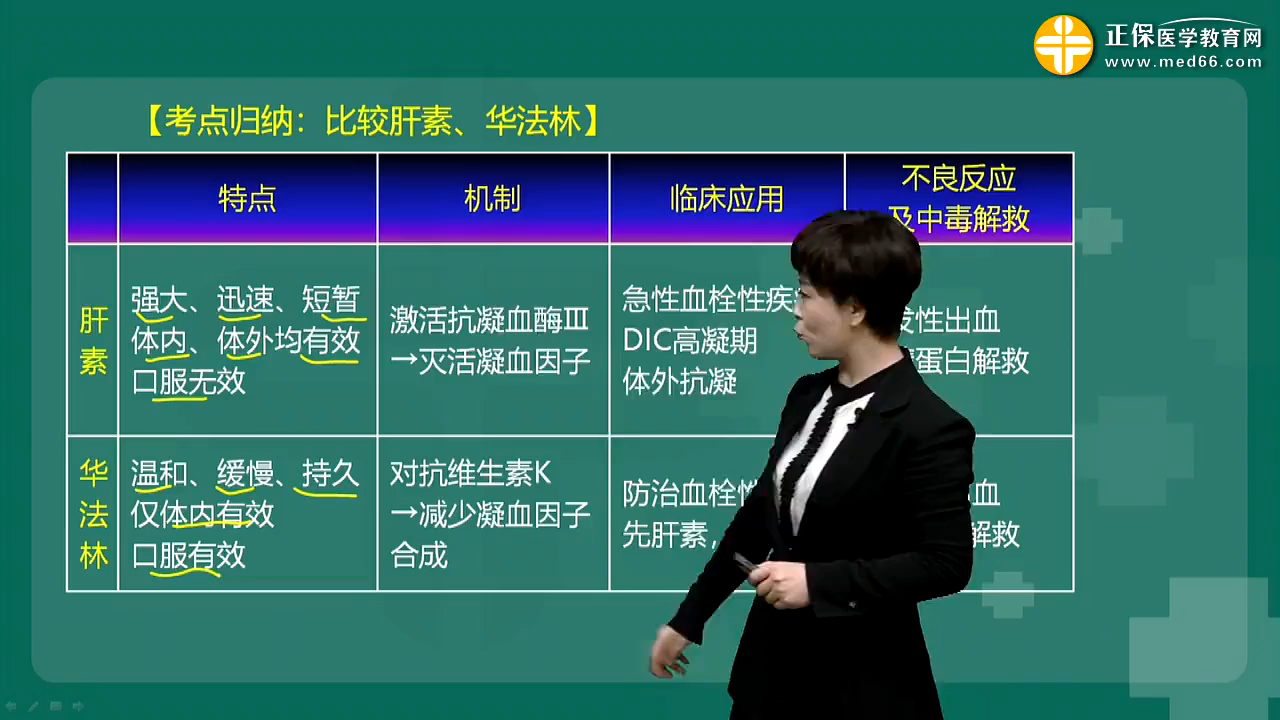 正保医学教育网
www.med66.com
【考点归纳：比较肝素、华法林】
特点
机制
临床应用
不良反应
及中毒解救
肝素
强大、迅速、短暂
体内、体外均有效
口服无效
激活抗凝血酶Ⅲ
→灭活凝血因子
急性血栓性疾
DIC高凝期
体外抗凝
发性出血
蛋白解救
华法林
温和、缓慢、持久
仅体内有效
口服有效
对抗维生素K
→减少凝血因子
合成
防治血栓性
先肝素，
血
解救